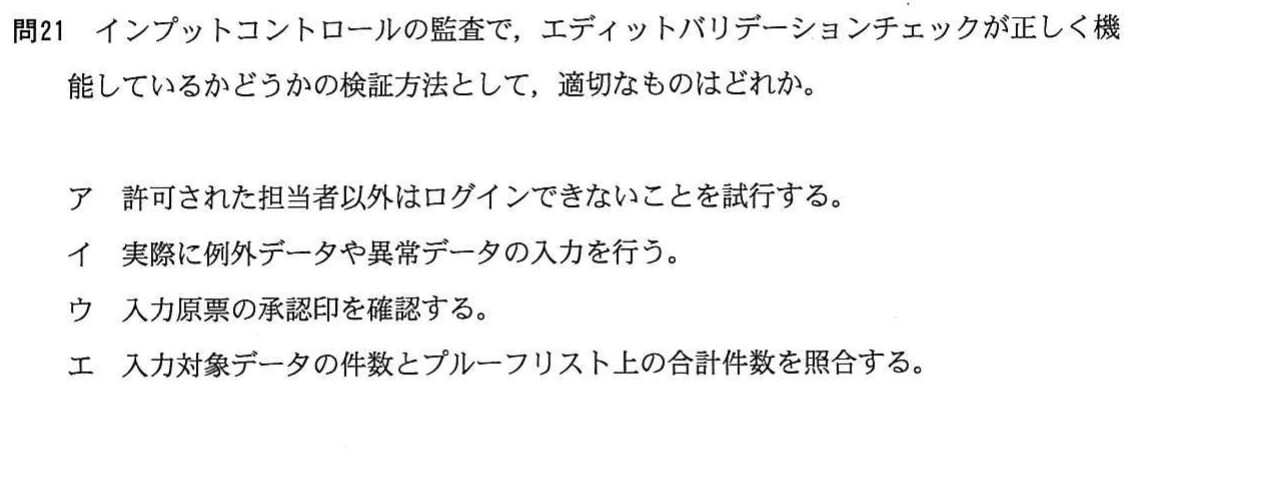 問21　インプットコントロールの監査で，エディットバリデーションチェックが正しく機
能しているかどうかの検証方法として，適切なものはどれか。
ア　許可された担当者以外はログインできないことを試行する。
イ　実際に例外データや異常データの入力を行う。
ウ　入力原票の承認印を確認する。
エ　入力対象データの件数とプルーフリスト上の合計件数を照合する。